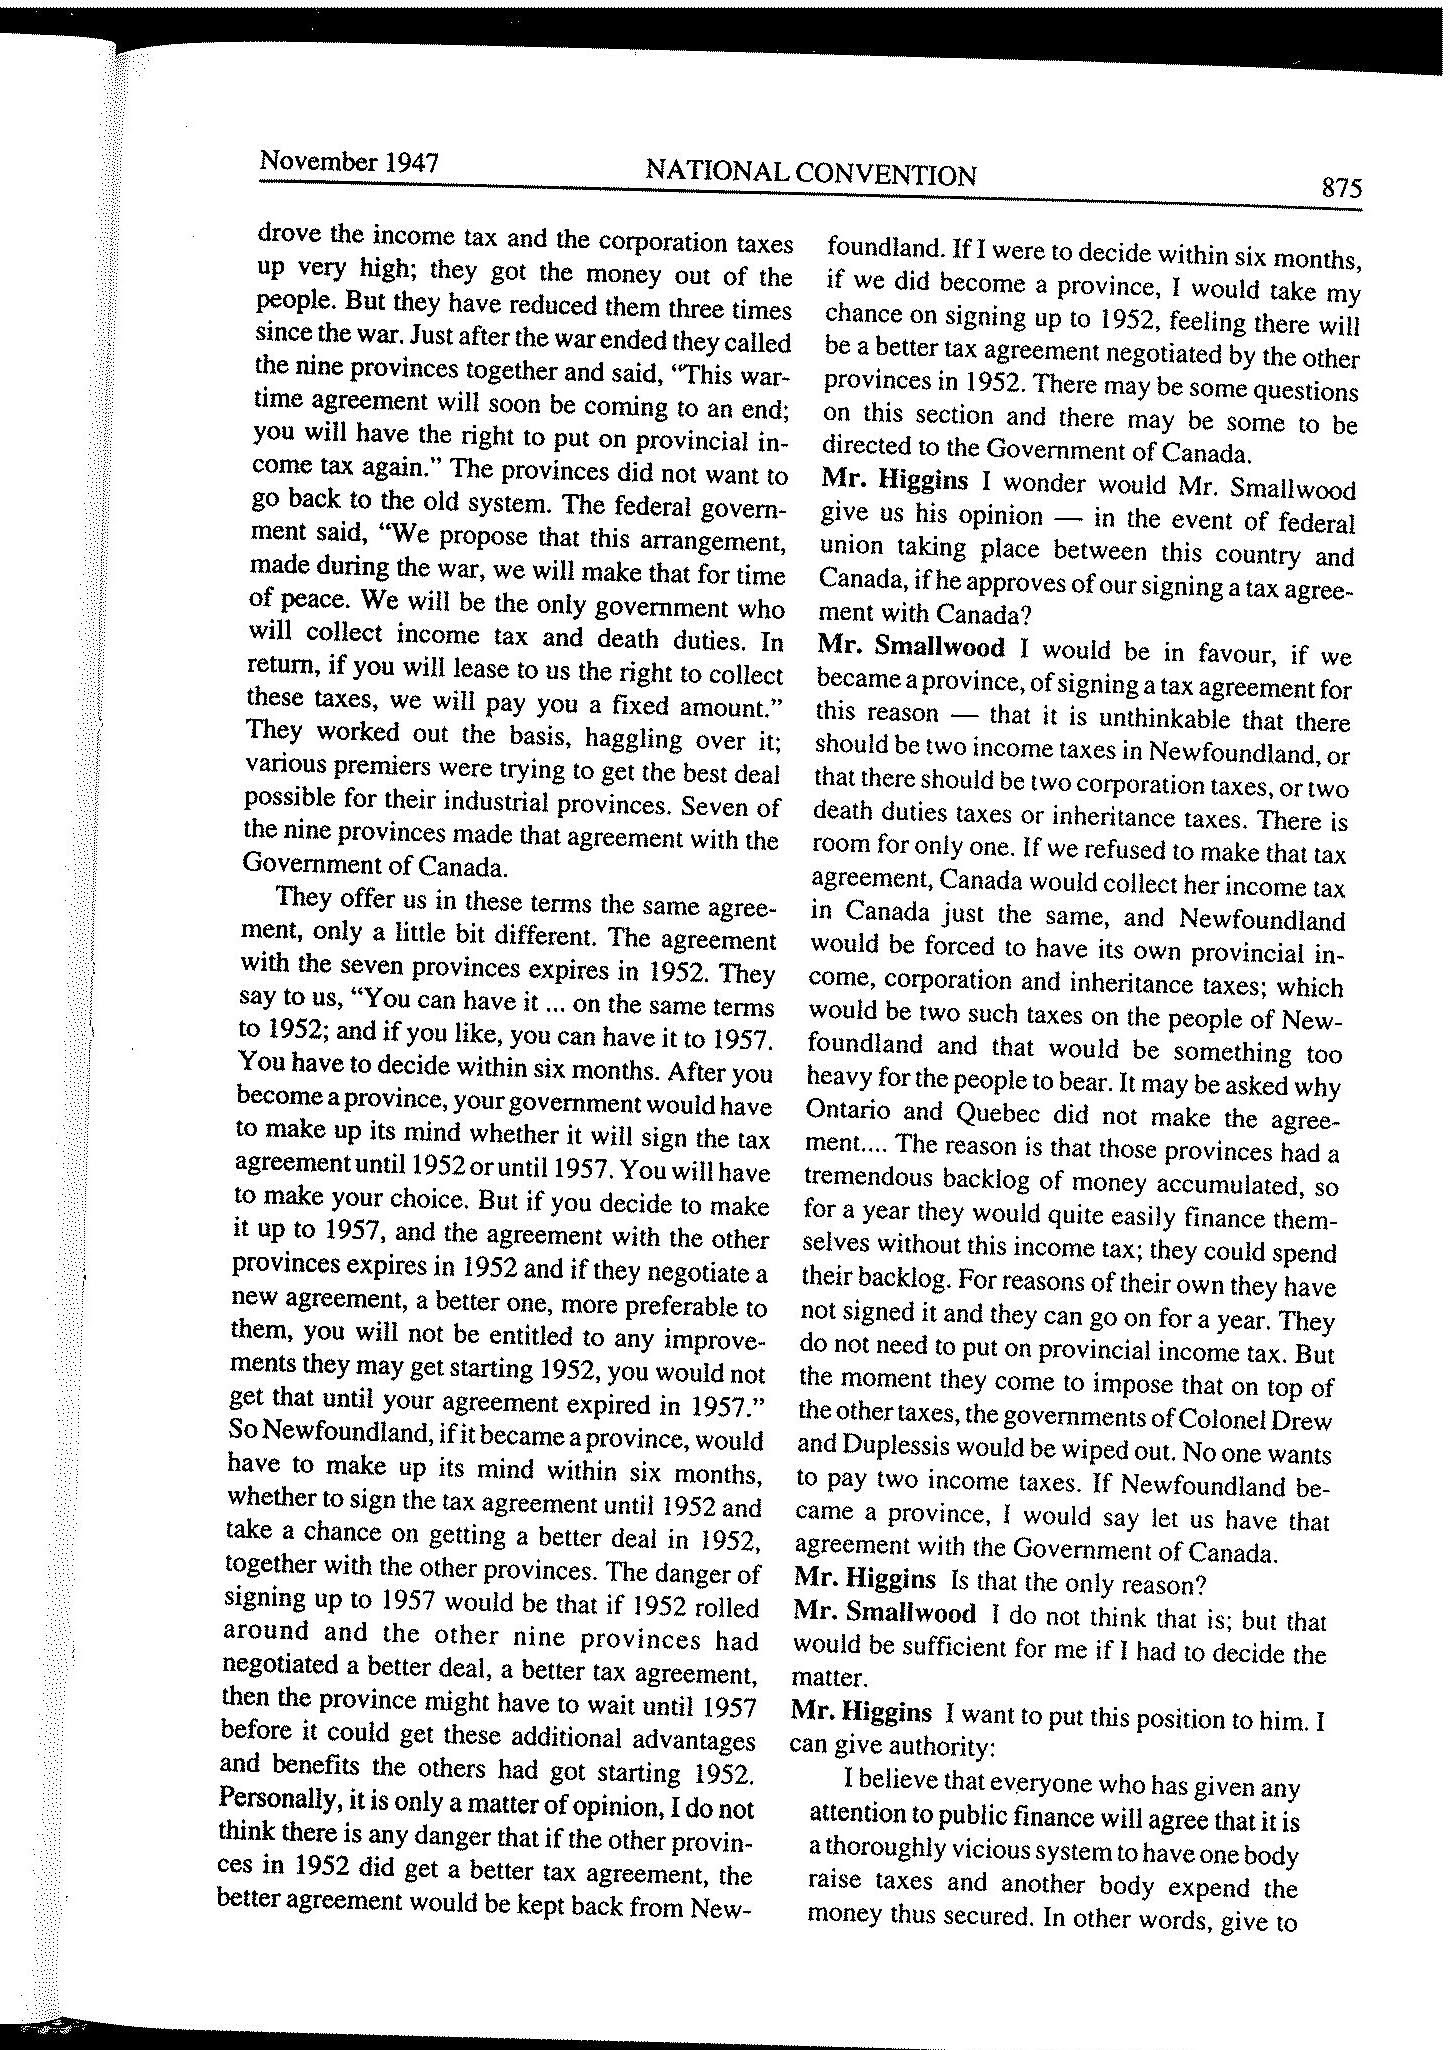 November 1947
NATIONAL CONVENTION
875
drove the income tax and the corporation taxes
up very high; they got the money out of the
people. But they have reduced them three times
since the war. Just after the war ended they called
the nine provinces together and said, “This war-
time agreement will soon be coming to an end;
you will have the right to put on provincial in-
come tax again.” The provinces did not want to
go back to the old system. The federal govern-
ment said, “We propose that this arrangement,
made during the war, we will make that for time
of peace. We will be the only government who
will collect income tax and death duties. In
return, if you will lease to us the right to collect
these taxes, we will pay you a fixed amount.”
They worked out the basis, haggling over it;
various premiers were trying to get the best deal
possible for their industrial provinces. Seven of
the nine provinces made that agreement with the
Government of Canada.
They offer us in these terms the same agree-
ment, only a little bit different. The agreement
with the seven provinces expires in 1952. They
say to us, “You can have it ... on the same terms
to 1952; and if you like, you can have it to 1957.
You have to decide within six months. After you
become a province, your government would have
to make up its mind whether it will sign the tax
agreement until 1952 or until 1957. You will have
to make your choice. But if you decide to make
it up to 1957, and the agreement with the other
provinces expires in 1952 and if they negotiate a
new agreement, a better one, more preferable to
them, you will not be entitled to any improve-
ments they may get starting 1952, you would not
get that until your agreement expired in 1957.”
So Newfoundland, if it became a province, would
have to make up its mind within six months,
whether to sign the tax agreement until 1952 and
take a chance on getting a better deal in 1952,
together with the other provinces. The danger of
signing up to 1957 would be that if 1952 rolled
around and the other nine provinces had
negotiated a better deal, a better tax agreement,
then the province might have to wait until 1957
before it could get these additional advantages
and benefits the others had got starting 1952.
Personally, it is only a matter of opinion, I do not
think there is any danger that if the other provin-
ces in 1952 did get a better tax agreement, the
better agreement would be kept back from New-
foundland. If I were to decide within six months,
if we did become a province, I would take my
chance on signing up to 1952, feeling there will
be a better tax agreement negotiated by the other
provinces in 1952. There may be some questions
on this section and there may be some to be
directed to the Government of Canada.
Mr. Higgins I wonder would Mr. Smallwood
give us his opinion — in the event of federal
union taking place between this country and
Canada, if he approves of our signing a tax agree-
ment with Canada?
Mr. Smallwood I would be in favour, if we
became a province, of signing a tax agreement for
this reason — that it is unthinkable that there
should be two income taxes in Newfoundland, or
that there should be two corporation taxes, or two
death duties taxes or inheritance taxes. There is
room for only one. If we refused to make that tax
agreement, Canada would collect her income tax
in Canada just the same, and Newfoundland
would be forced to have its own provincial in-
come, corporation and inheritance taxes; which
would be two such taxes on the people of New-
foundland and that would be something too
heavy for the people to bear. It may be asked why
Ontario and Quebec did not make the agree-
ment.... The reason is that those provinces had a
tremendous backlog of money accumulated, so
for a year they would quite easily finance them-
selves without this income tax; they could spend
their backlog. For reasons of their own they have
not signed it and they can go on for a year. They
do not need to put on provincial income tax. But
the moment they come to impose that on top of
the other taxes, the governments of Colonel Drew
and Duplessis would be wiped out. No one wants
to pay two income taxes. If Newfoundland be-
came a province, I would say let us have that
agreement with the Government of Canada.
Mr. Higgins Is that the only reason?
Mr. Smallwood I do not think that is; but that
would be sufficient for me if I had to decide the
matter.
Mr. Higgins I want to put this position to him. I
can give authority:
I believe that everyone who has given any
attention to public finance will agree that it is
a thoroughly vicious system to have one body
raise taxes and another body expend the
money thus secured. In other words, give to